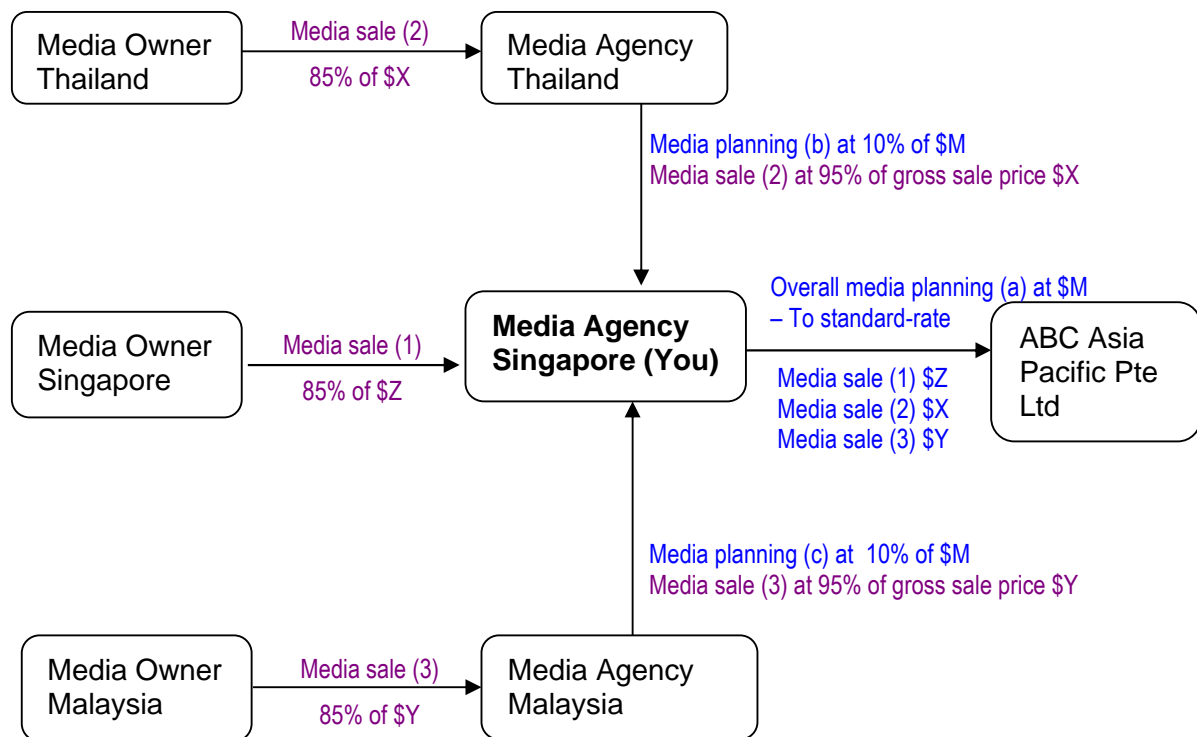 Media Owner
Thailand
Media sale (2)
85% of $X
Media Agency
Thailand
Media planning (b) at 10% of $M
Media sale (2) at 95% of gross sale price $X
Media Owner
Singapore
Media sale (1)
85% of $Z
Media Agency
Singapore (You)
Overall media planning (a) at $M
– To standard-rate
Media sale (1) $Z
Media sale (2) $X
Media sale (3) $Y
ABC Asia
Pacific Pte
Ltd
Media planning (c) at  10% of $M
Media sale (3) at 95% of gross sale price $Y
Media Owner
Malaysia
Media sale (3)
85% of $Y
Media Agency
Malaysia